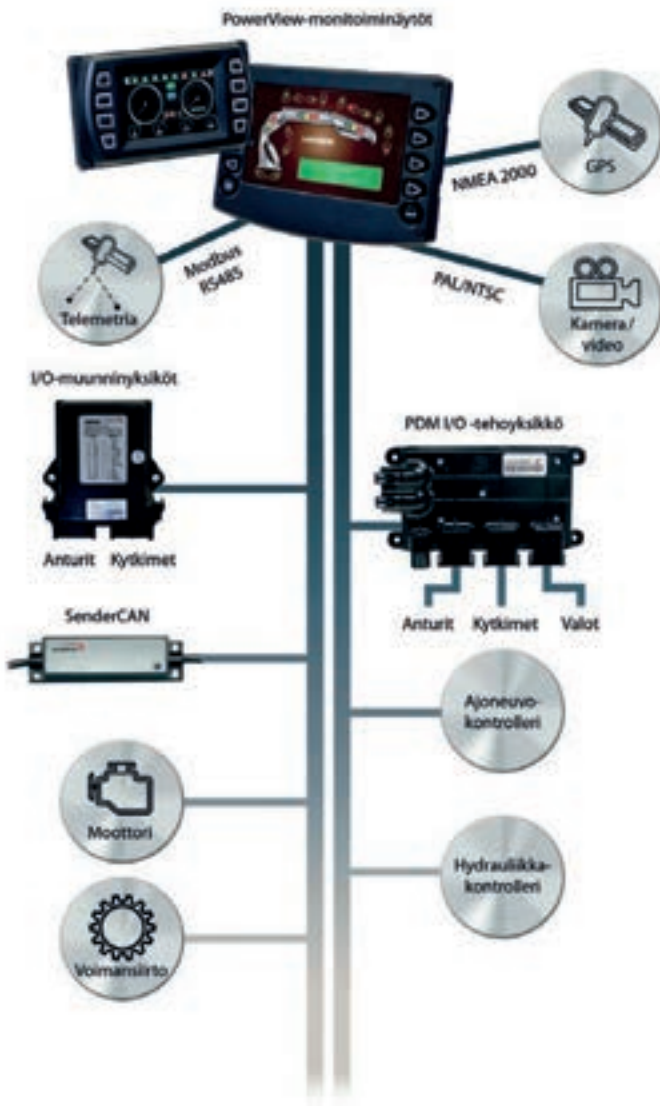 PowerView-monitoiminäytöt
GPS
NMEA 2000
Modbus
RS485
PAL/NTSC
Telemetria
Kamera/
video
I/O-muunninyksiköt
PDM I/O -tehoyksikkö
Anturit Kytkimet
Anturit Kytkimet Valot
SenderCAN
Ajoneuvo-
kontrolleri
Moottori
Hydrauliikka-
kontrolleri
Voimansiirto